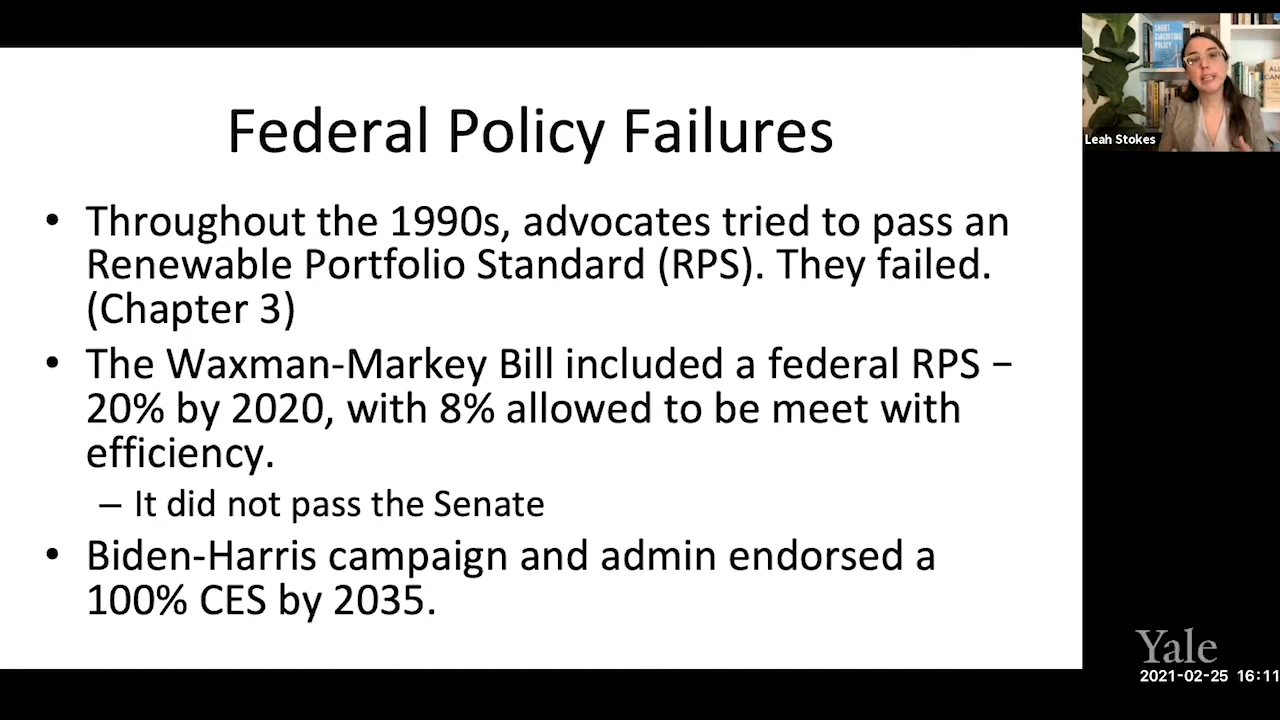 Federal Policy Failures
• Throughout the 1990s, advocates tried to pass an
Renewable Portfolio Standard (RPS). They failed.
(Chapter 3)
• The Waxman-Markey Bill included a federal RPS –
20% by 2020, with 8% allowed to be meet with
efficiency.
– It did not pass the Senate
• Biden-Harris campaign and admin endorsed a
100% CES by 2035.
SHORT
CIRCUITING
POLICY
Leah Stokes
Yale
2021-02-25 16:11